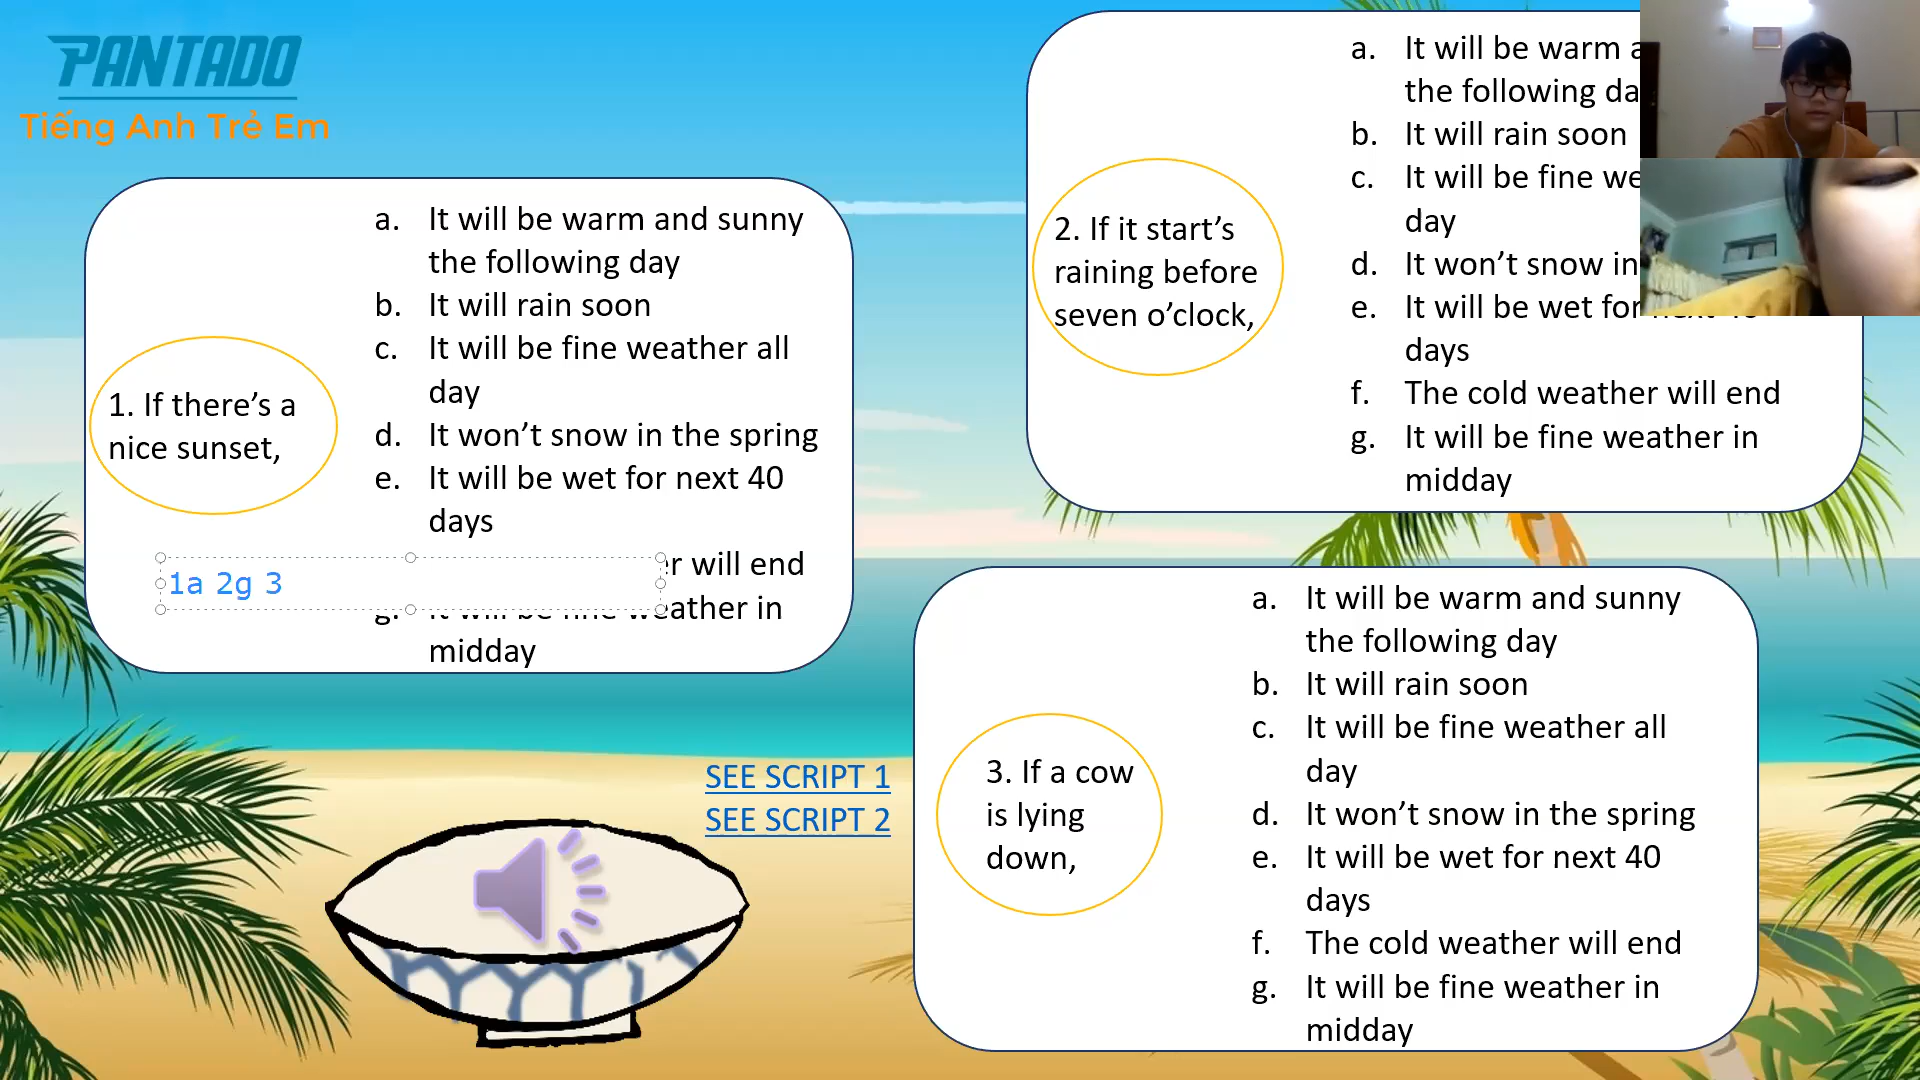 PANTADO
Tiếng Anh Trẻ Em
1. If there's a
nice sunset,
a. It will be warm and sunny
the following day
b. It will rain soon
c. It will be fine weather all
day
d. It won't snow in the spring
e. It will be wet for next 40
days
will end
g.
in
midday
1a 2g 3
2. If it start's
raining before
seven o'clock,
a. It will be warm
the following
b. It will rain soon
c. It will be fine
day
d. It won't snow in
e. It will be wet for
days
f. The cold weather will end
g. It will be fine weather in
midday
SEE SCRIPT 1
SEE SCRIPT 2
3. If a cow
is lying
down,
a. It will be warm and sunny
the following day
b. It will rain soon
c. It will be fine weather all
day
d. It won't snow in the spring
e. It will be wet for next 40
days
f. The cold weather will end
g. It will be fine weather in
midday